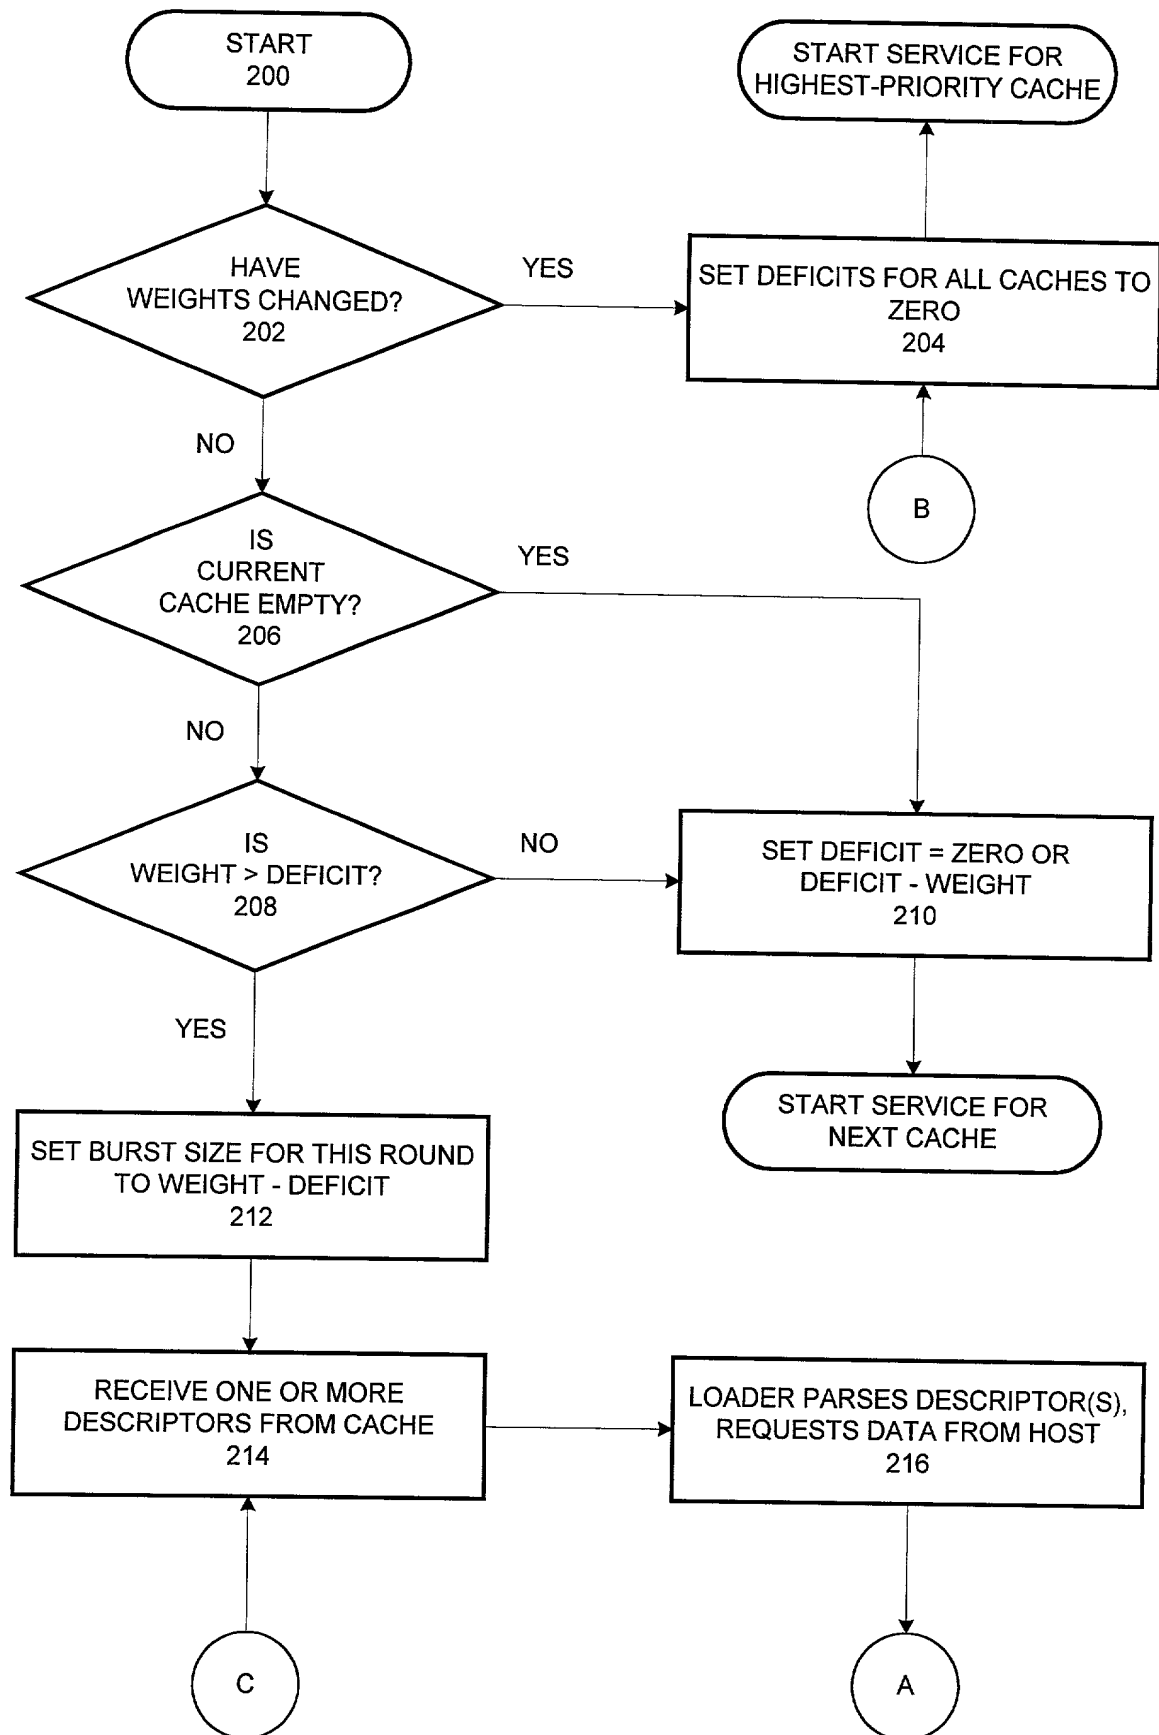 START
200
START SERVICE FOR
HIGHEST-PRIORITY CACHE
HAVE
WEIGHTS CHANGED?
202
YES
SET DEFICITS FOR ALL CACHES TO
ZERO
204
NO
B
IS
CURRENT
CACHE EMPTY?
206
YES
NO
IS
WEIGHT > DEFICIT?
208
NO
SET DEFICIT = ZERO OR
DEFICIT - WEIGHT
210
YES
START SERVICE FOR
NEXT CACHE
SET BURST SIZE FOR THIS ROUND
TO WEIGHT - DEFICIT
212
RECEIVE ONE OR MORE
DESCRIPTORS FROM CACHE
214
LOADER PARSES DESCRIPTOR(S),
REQUESTS DATA FROM HOST
216
C
A